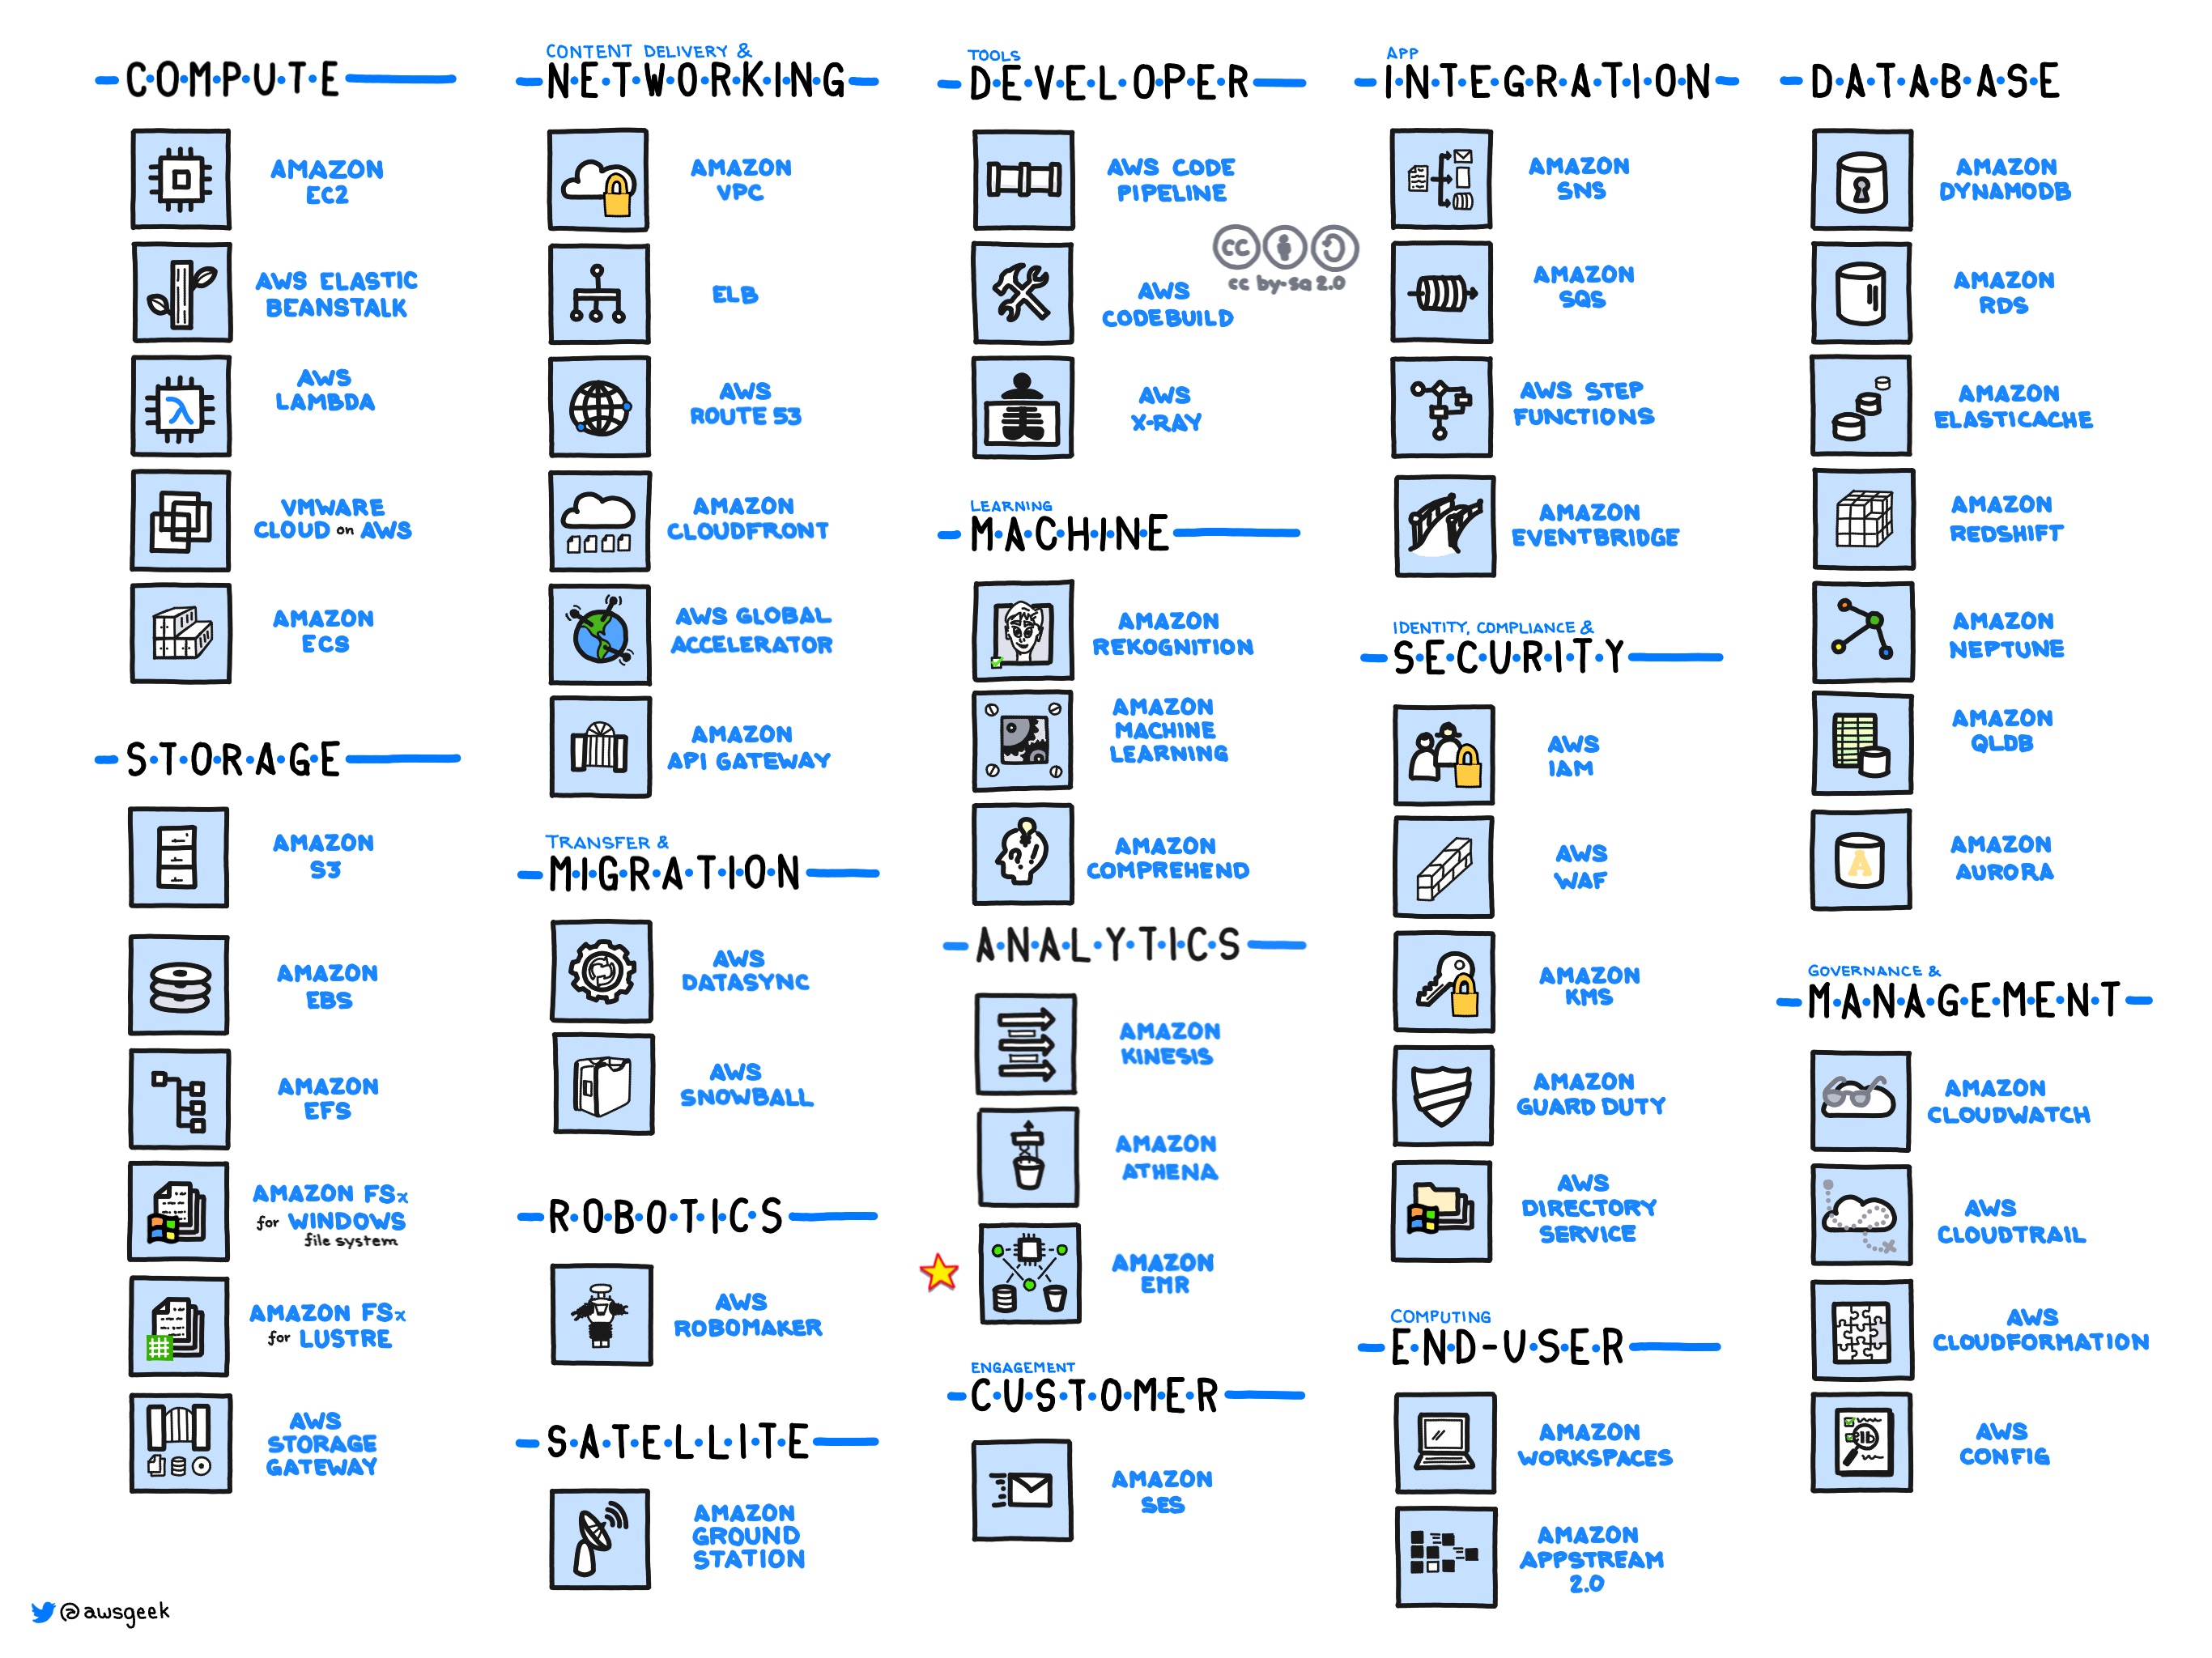 COMPUTE
AMAZON
EC2
AWS ELASTIC
BEANSTALK
AWS
LAMBDA
VMWARE
CLOUD on AWS
AMAZON
ECS
STORAGE
AMAZON
S3
AMAZON
EBS
AMAZON
EFS
AMAZON FSx
for WINDOWS
file system
AMAZON FSx
for LUSTRE
AWS
STORAGE
GATEWAY
@awsgeek
CONTENT DELIVERY &
NETWORKING
AMAZON
VPC
ELB
AWS
ROUTE 53
AMAZON
CLOUDFRONT
AWS GLOBAL
ACCELERATOR
AMAZON
API GATEWAY
TRANSFER &
MIGRATION
AWS
DATASYNC
AWS
SNOWBALL
ROBOTICS
AWS
ROBOMAKER
SATELLITE
AMAZON
GROUND
STATION
TOOLS
DEVELOPER
AWS CODE
PIPELINE
cc
cc by-sa 2.0
AWS
CODEBUILD
AWS
X-RAY
LEARNING
MACHINE
AMAZON
REKOGNITION
AMAZON
MACHINE
LEARNING
AMAZON
COMPREHEND
ANALYTICS
AMAZON
KINESIS
AMAZON
ATHENA
AMAZON
EMR
ENGAGEMENT
CUSTOMER
AMAZON
SES
APP
INTEGRATION
AMAZON
SNS
AMAZON
SQS
AWS STEP
FUNCTIONS
AMAZON
EVENTBRIDGE
IDENTITY, COMPLIANCE &
SECURITY
AWS
IAM
AWS
WAF
AMAZON
KMS
AMAZON
GUARD DUTY
AWS
DIRECTORY
SERVICE
COMPUTING
END-USER
AMAZON
WORKSPACES
AMAZON
APPSTREAM
2.0
DATABASE
AMAZON
DYNAMODB
AMAZON
RDS
AMAZON
ELASTICACHE
AMAZON
REDSHIFT
AMAZON
NEPTUNE
AMAZON
QLDB
A
AMAZON
AURORA
GOVERNANCE &
MANAGEMENT
AMAZON
CLOUDWATCH
AWS
CLOUDTRAIL
AWS
CLOUDFORMATION
AWS
CONFIG